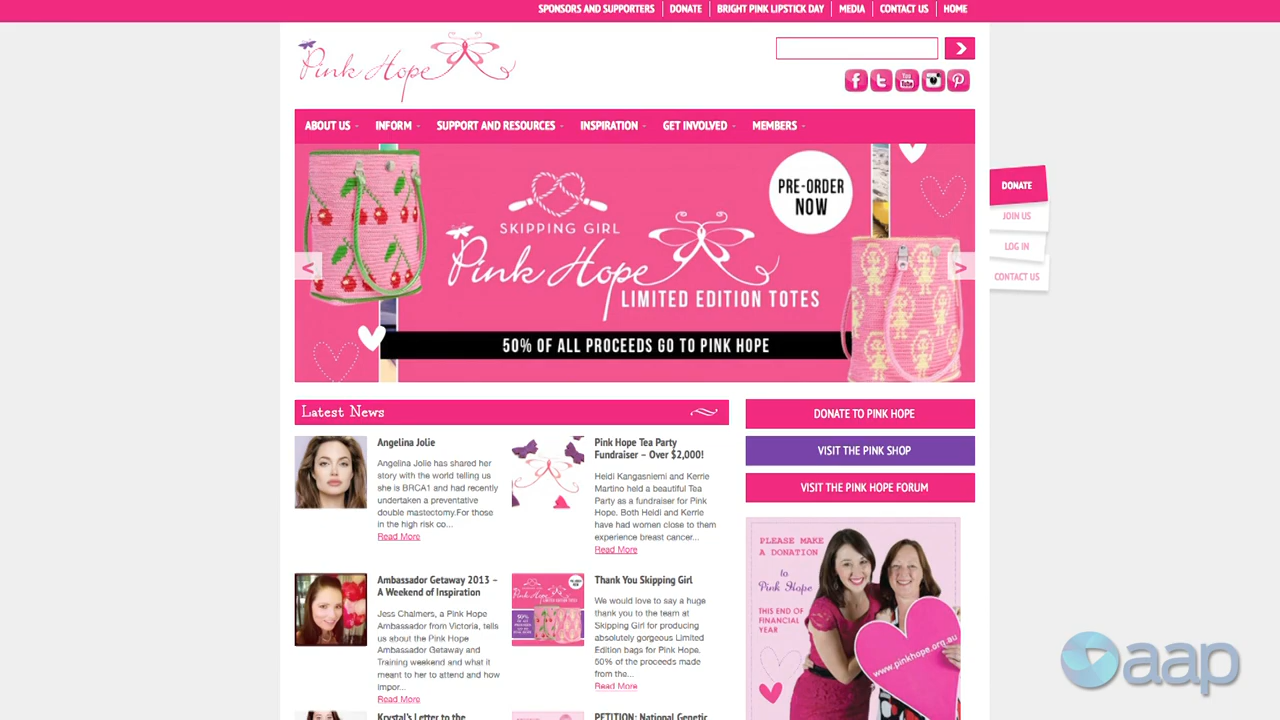 SPONSORS AND SUPPORTERS
DONATE
BRIGHT PINK LIPSTICK DAY
MEDIA
CONTACT US
HOME
Pink Hope
ABOUT US
INFORM
SUPPORT AND RESOURCES
INSPIRATION
GET INVOLVED
MEMBERS
PRE-ORDER
NOW
SKIPPING GIRL
Pink Hope
LIMITED EDITION TOTES
50% OF ALL PROCEEDS GO TO PINK HOPE
<
>
DONATE
JOIN US
LOG IN
CONTACT US
Latest News
Angelina Jolie
Angelina Jolie has shared her
story with the world telling us
she is BRCA1 and had recently
undertaken a preventative
double mastectomy.For those
in the high risk co...
Read More
Pink Hope Tea Party
Fundraiser – Over $2,000!
Heidi Kangasniemi and Kerrie
Martino held a beautiful Tea
Party as a fundraiser for Pink
Hope. Both Heidi and Kerrie
have had women close to them
experience breast cancer...
Read More
Ambassador Getaway 2013 –
A Weekend of Inspiration
Jess Chalmers, a Pink Hope
Ambassador from Victoria, tells
us about the Pink Hope
Ambassador Getaway and
Training weekend and what it
meant to her to attend and how
impor...
Read More
Thank You Skipping Girl
We would love to say a huge
thank you to the team at
Skipping Girl for producing
absolutely gorgeous Limited
Edition bags for Pink Hope.
50% of the proceeds made
from the...
Read More
Krystal's Letter to the
PETITION: National Genetic
DONATE TO PINK HOPE
VISIT THE PINK SHOP
VISIT THE PINK HOPE FORUM
PLEASE MAKE
A DONATION
to
Pink Hope
THIS END OF
FINANCIAL
YEAR
www.pinkhope.org.au
aap